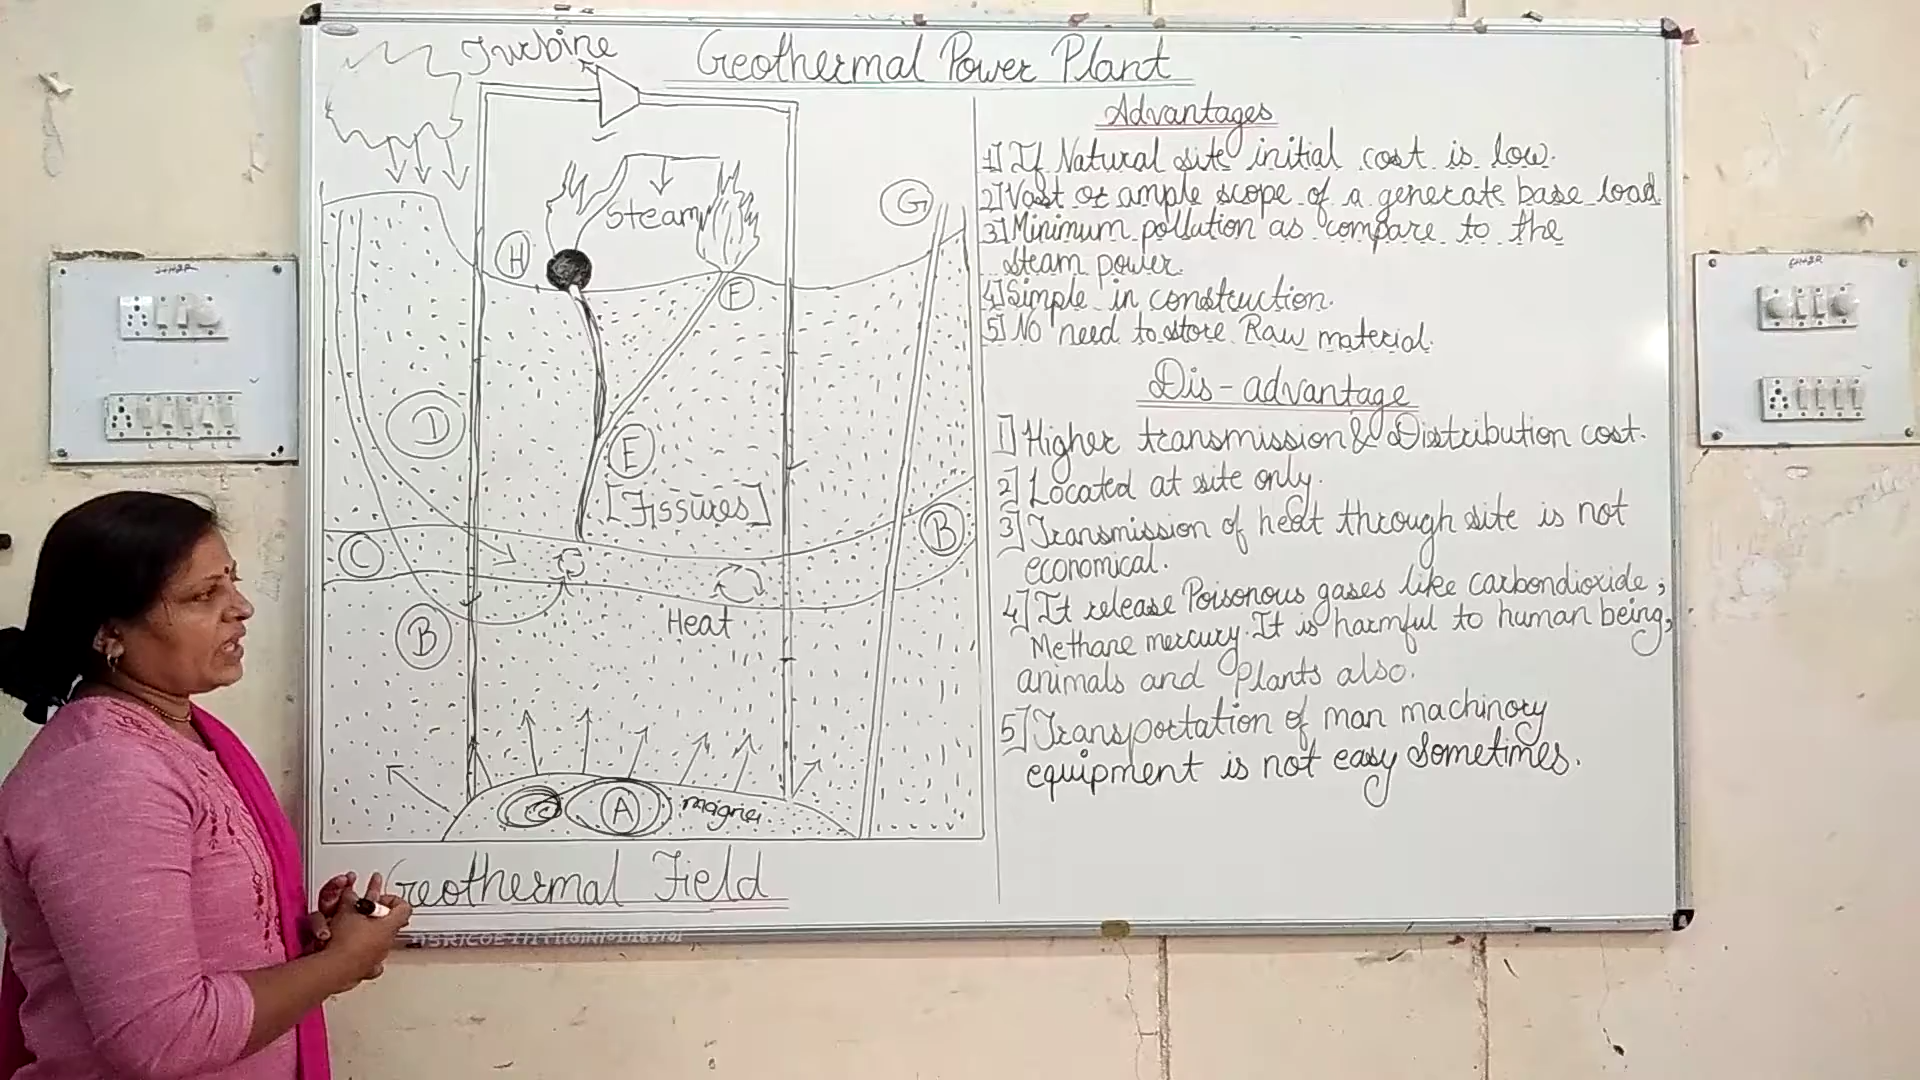 Geothermal Power Plant
Turbine
Steam
H
F
G
D
E
[Fissures]
C
B
B
Heat
A
Geothermal Field
Advantages
1] If Natural site initial cost is low.
2] Vast or ample scope of a generate base load
3] Minimum pollution as compare to the
steam power.
4] Simple in construction.
5] No need to store Raw material.
Dis-advantage
1] Higher transmission & Distribution cost.
2] Located at site only.
3] Transmission of heat through site is not
economical.
4] It release Poisonous gases like carbondioxide,
Methane mercury. It is harmful to human being,
animals and Plants also.
5] Transportation of man machinory
equipment is not easy sometimes.